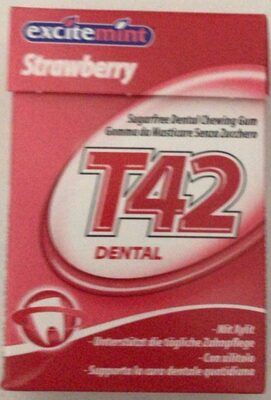 excitemint
Strawberry
Sugarfree Dental Chewing Gum
Gomma da Masticare Senza Zucchero
T42
DENTAL
- Mit Xylit
- Unterstützt die tägliche Zahnpflege
- Con xilitolo
- Supporta la cura dentale quotidiana